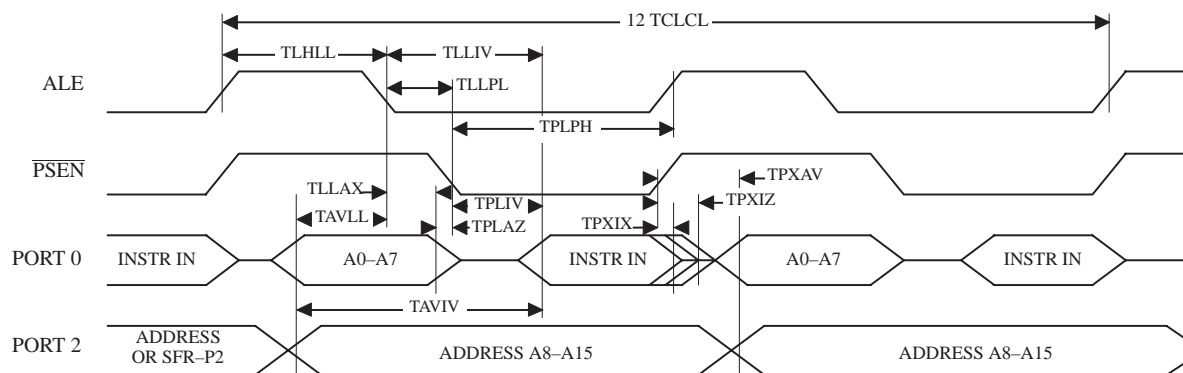 12 TCLCL
TLHLL
TLLIV
ALE
TLLPL
TPLPH
PSEN
TLLAX
TPXAV
TPLIV
TPXIZ
TAVLL
TPLAZ
TPXIX
PORT 0
INSTR IN
A0–A7
INSTR IN
A0–A7
INSTR IN
TAVIV
PORT 2
ADDRESS
OR SFR–P2
ADDRESS A8–A15
ADDRESS A8–A15